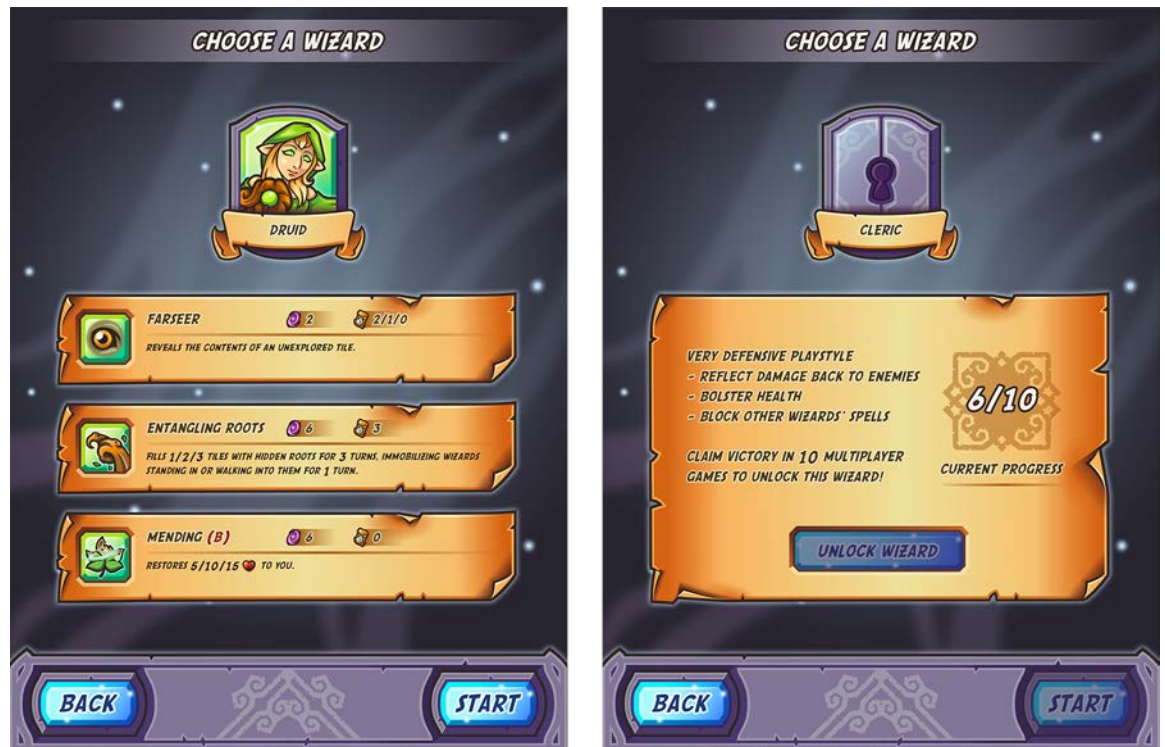 CHOOSE A WIZARD
DRUID
FARSEER 2 2/1/0
REVEALS THE CONTENTS OF AN UNEXPLORED TILE.
ENTANGLING ROOTS 6 3
FILLS 1/2/3 TILES WITH HIDDEN ROOTS FOR 3 TURNS, IMMOBILIZING WIZARDS
STANDING IN OR WALKING INTO THEM FOR 1 TURN.
MENDING (B) 6 0
RESTORES 5/10/15 TO YOU.
BACK
START
CHOOSE A WIZARD
CLERIC
VERY DEFENSIVE PLAYSTYLE
- REFLECT DAMAGE BACK TO ENEMIES
- BOLSTER HEALTH
- BLOCK OTHER WIZARDS' SPELLS
CLAIM VICTORY IN 10 MULTIPLAYER
GAMES TO UNLOCK THIS WIZARD!
6/10
CURRENT PROGRESS
UNLOCK WIZARD
BACK
START